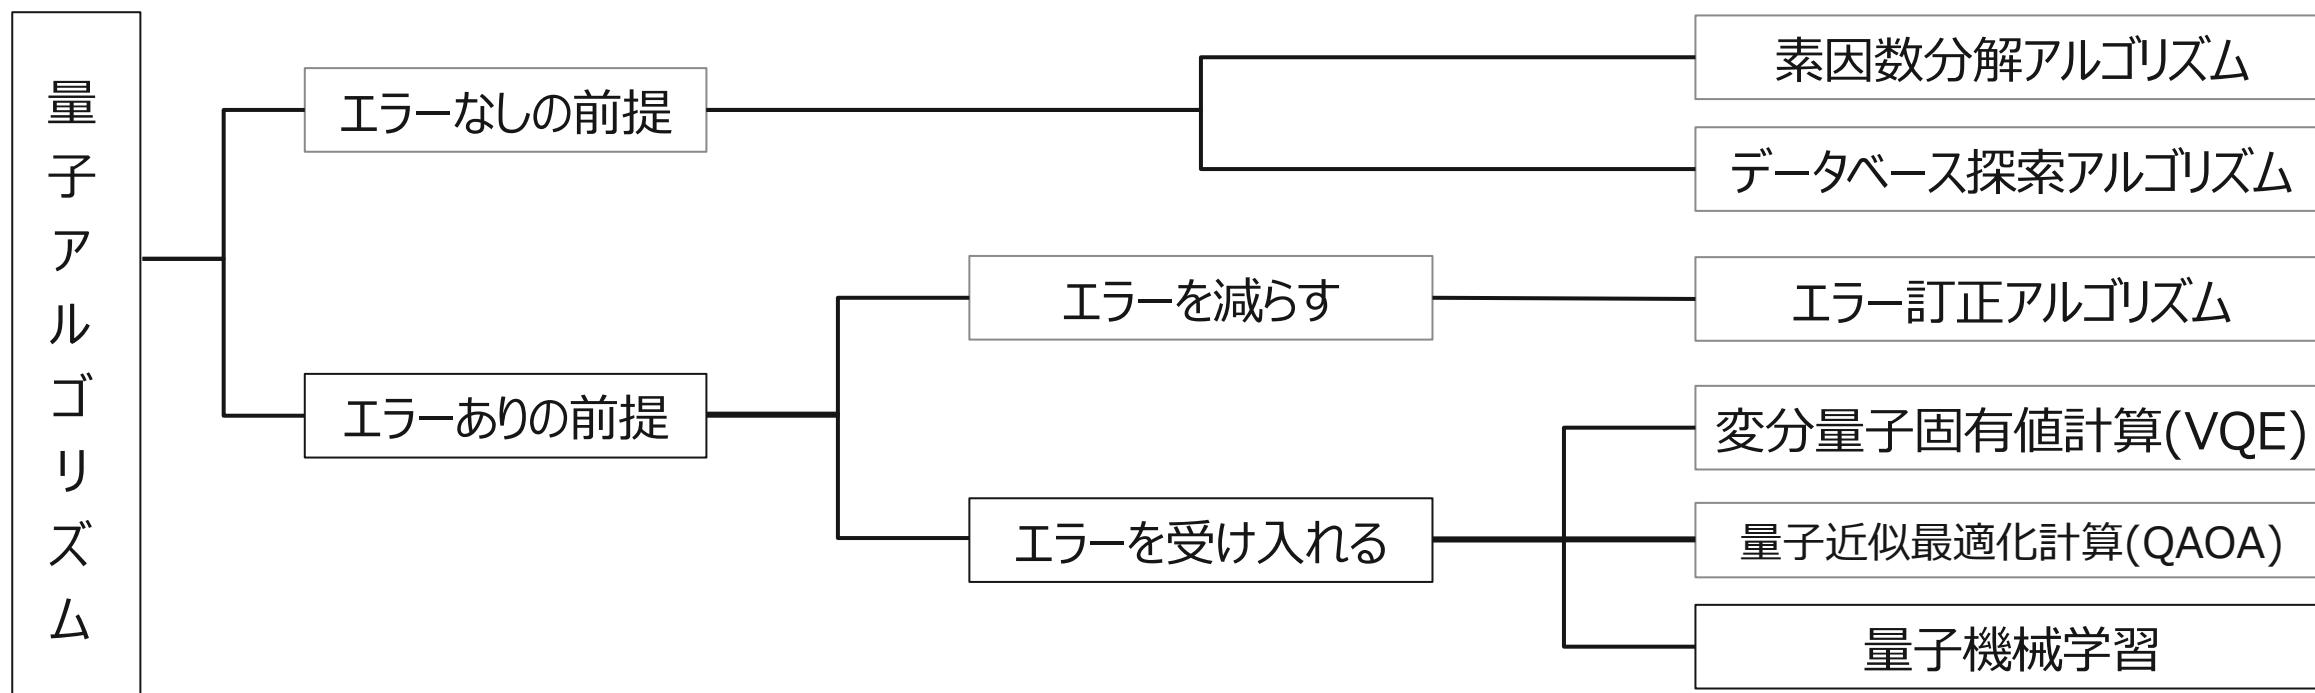 量子アルゴリズム
エラーなしの前提
素因数分解アルゴリズム
データベース探索アルゴリズム
エラーありの前提
エラーを減らす
エラー訂正アルゴリズム
エラーを受け入れる
変分量子固有値計算(VQE)
量子近似最適化計算(QAOA)
量子機械学習